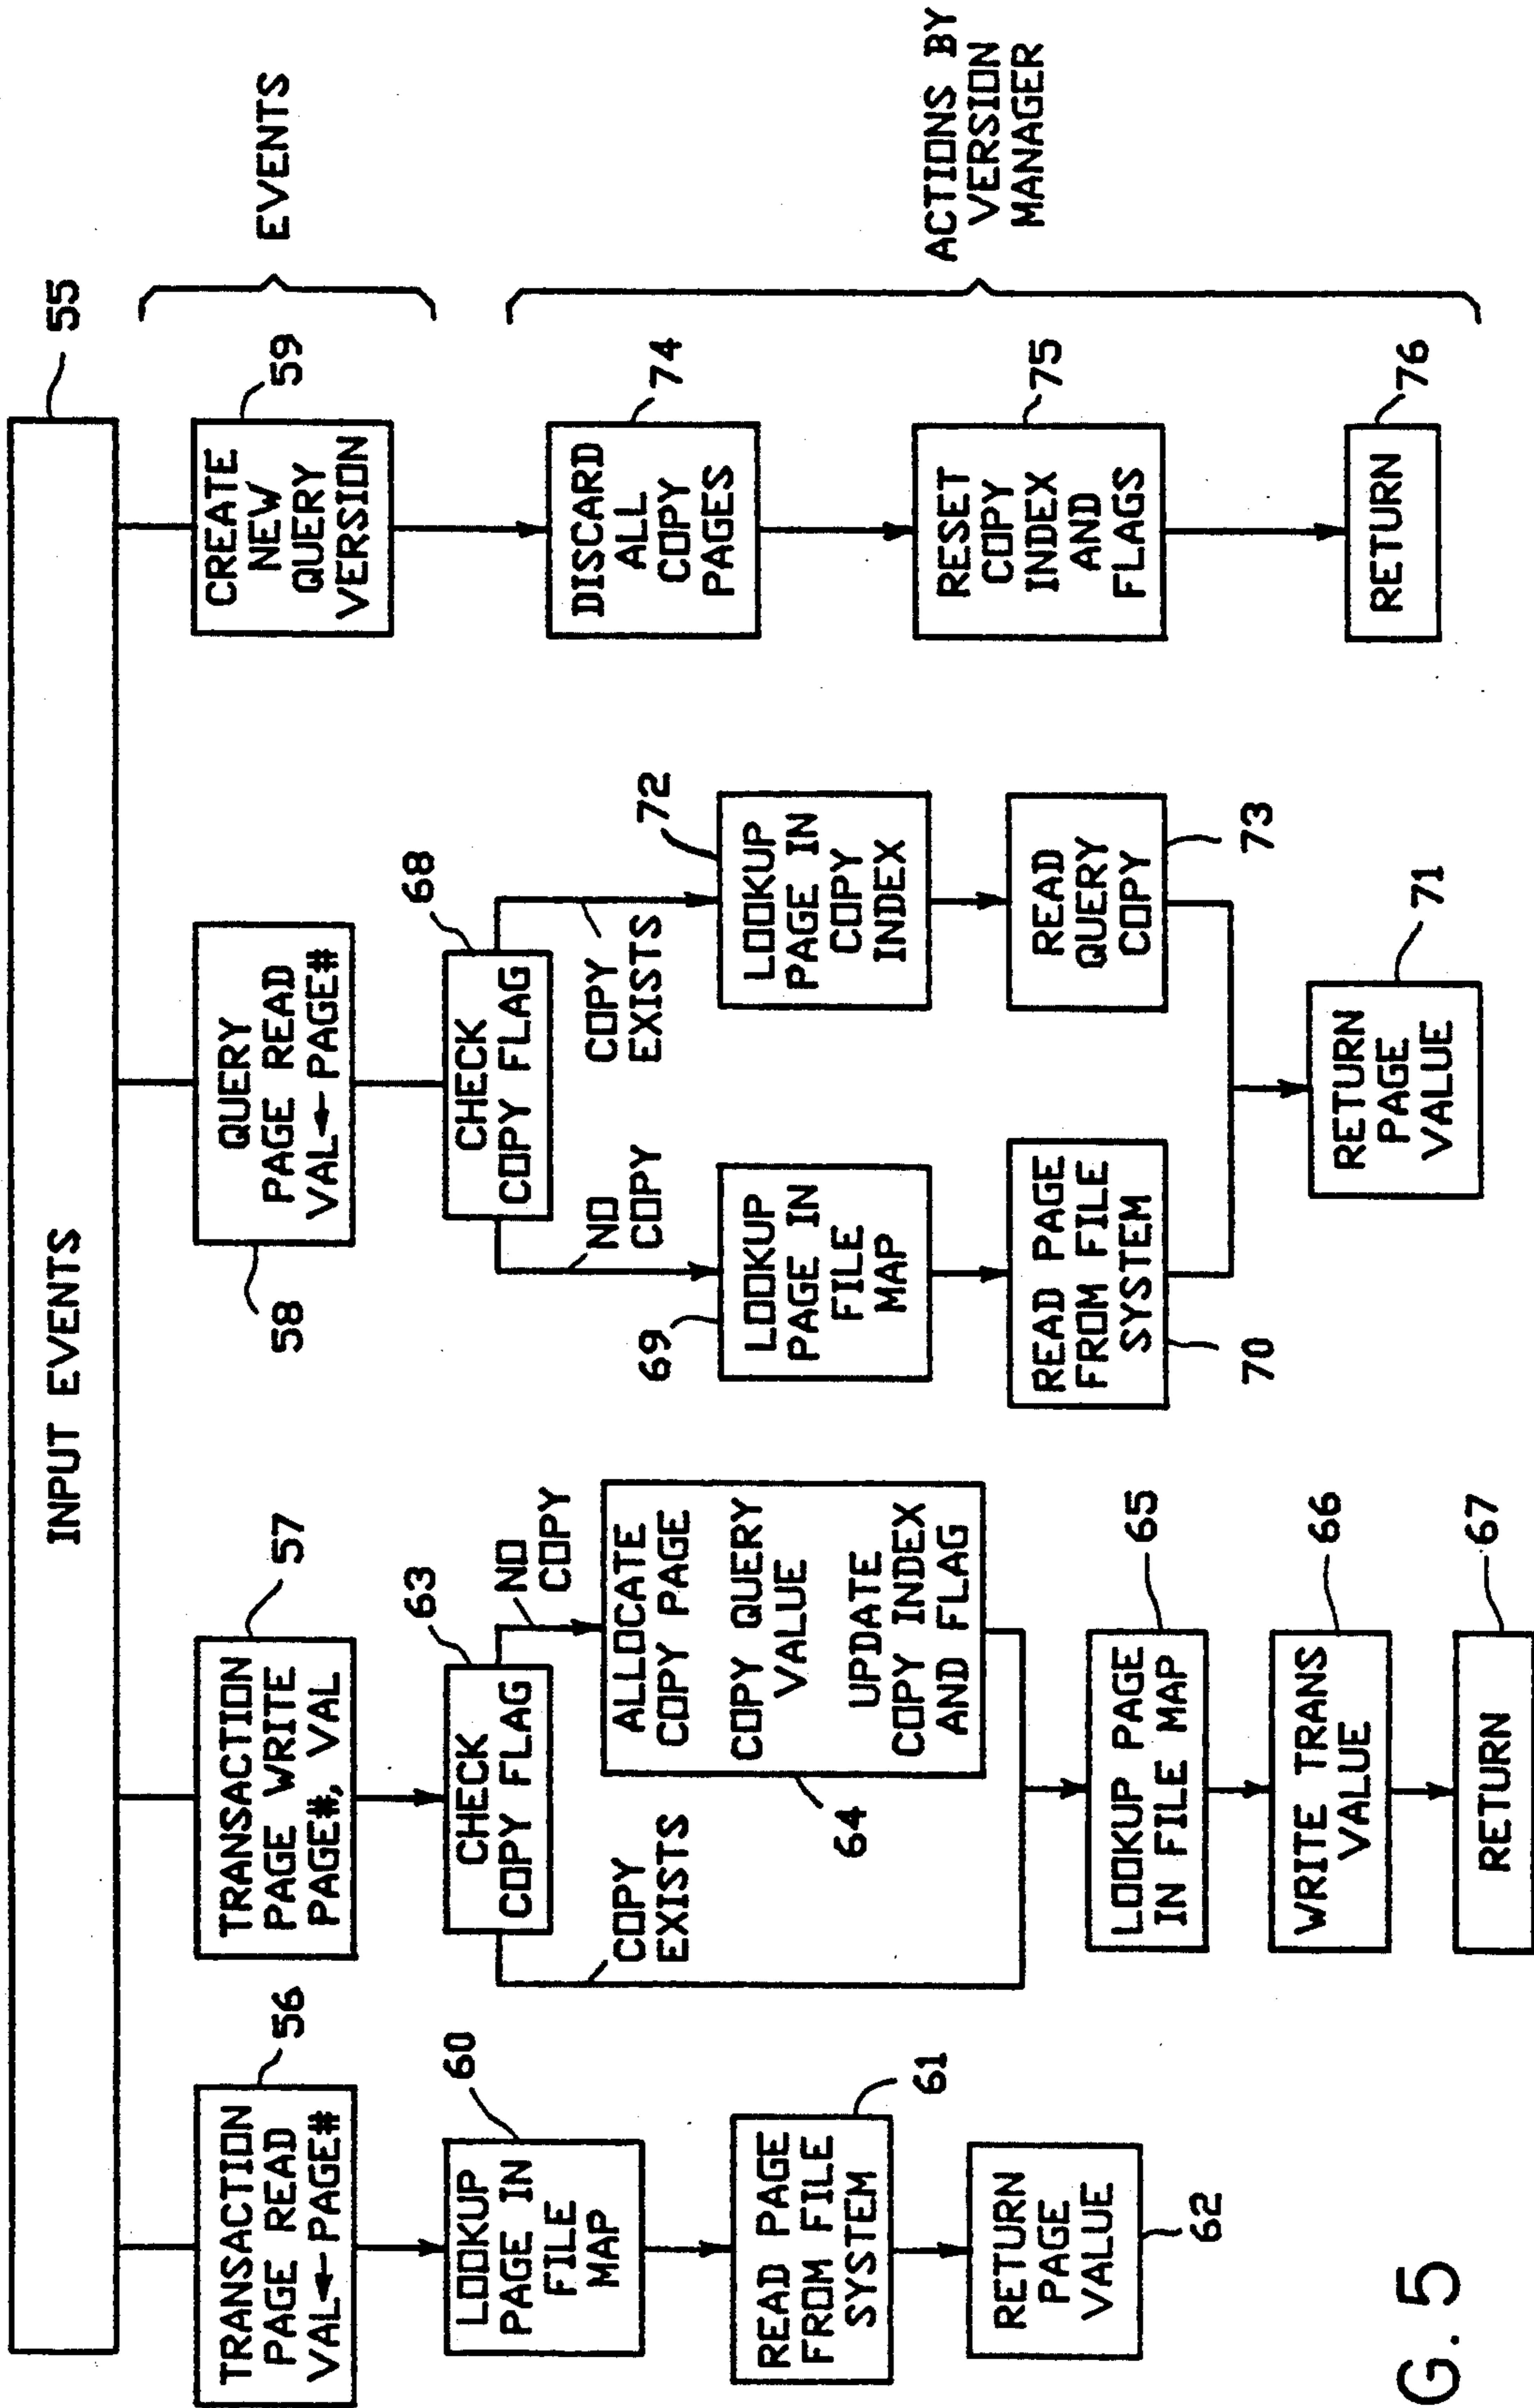 INPUT EVENTS
55
TRANSACTION
PAGE READ
VAL←PAGE#
56
LOOKUP
PAGE IN
FILE
MAP
60
READ PAGE
FROM FILE
SYSTEM
61
RETURN
PAGE
VALUE
62
TRANSACTION
PAGE WRITE
PAGE#, VAL
57
CHECK
COPY FLAG
63
COPY
EXISTS
NO
COPY
ALLOCATE
COPY PAGE
COPY QUERY
VALUE
UPDATE
COPY INDEX
AND FLAG
64
LOOKUP PAGE
IN FILE MAP
65
WRITE TRANS
VALUE
66
RETURN
67
QUERY
PAGE READ
VAL←PAGE#
58
CHECK
COPY FLAG
68
NO
COPY
COPY
EXISTS
LOOKUP
PAGE IN
FILE
MAP
69
READ PAGE
FROM FILE
SYSTEM
70
LOOKUP
PAGE IN
COPY
INDEX
72
READ
QUERY
COPY
73
RETURN
PAGE
VALUE
71
CREATE
NEW
QUERY
VERSION
59
DISCARD
ALL
COPY
PAGES
74
RESET
COPY
INDEX
AND
FLAGS
75
RETURN
76
EVENTS
ACTIONS BY
VERSION
MANAGER
G. 5